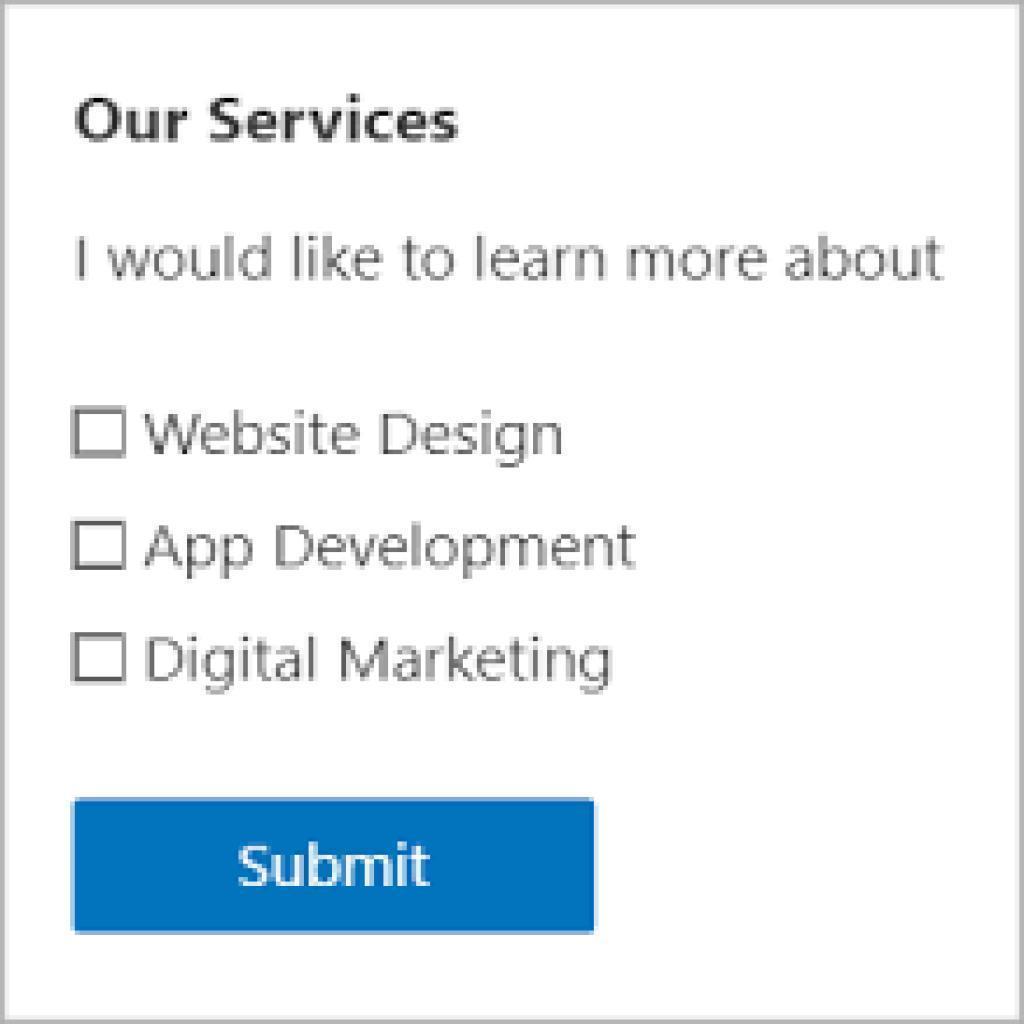 Our Services
I would like to learn more about
Website Design
App Development
Digital Marketing
Submit